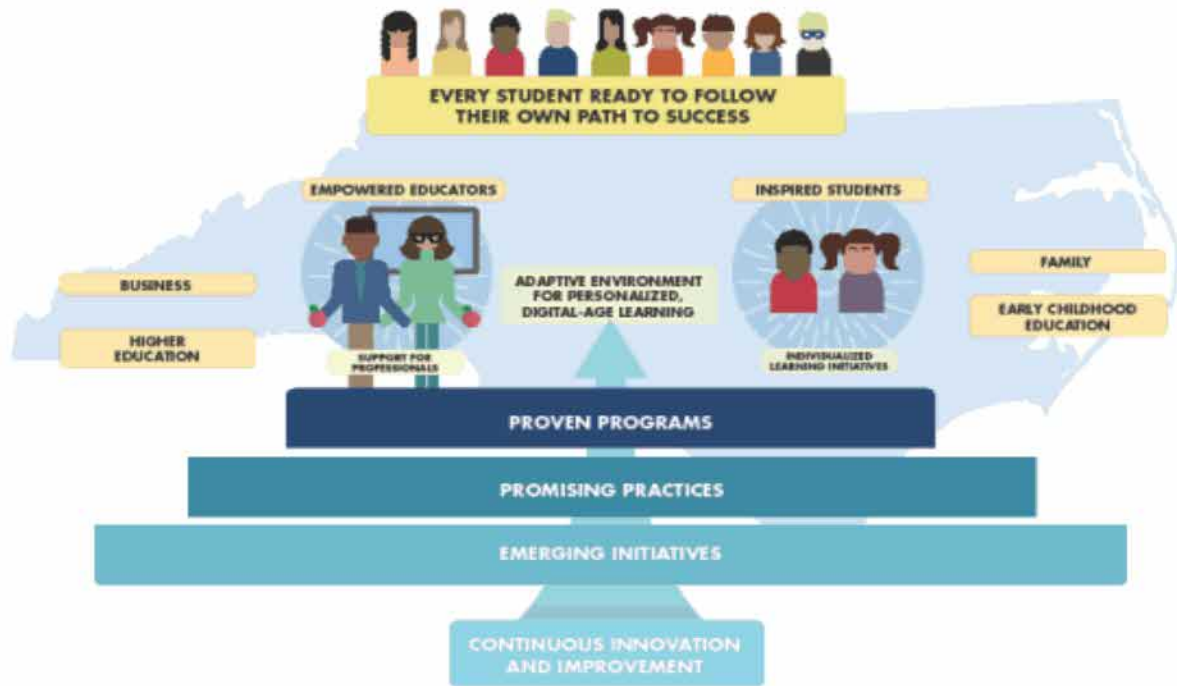 EVERY STUDENT READY TO FOLLOW
THEIR OWN PATH TO SUCCESS
EMPOWERED EDUCATORS
INSPIRED STUDENTS
BUSINESS
HIGHER
EDUCATION
ADAPTIVE ENVIRONMENT
FOR PERSONALIZED,
DIGITAL-AGE LEARNING
FAMILY
EARLY CHILDHOOD
EDUCATION
SUPPORT FOR
PROFESSIONALS
INDIVIDUALIZED
LEARNING INITIATIVES
PROVEN PROGRAMS
PROMISING PRACTICES
EMERGING INITIATIVES
CONTINUOUS INNOVATION
AND IMPROVEMENT